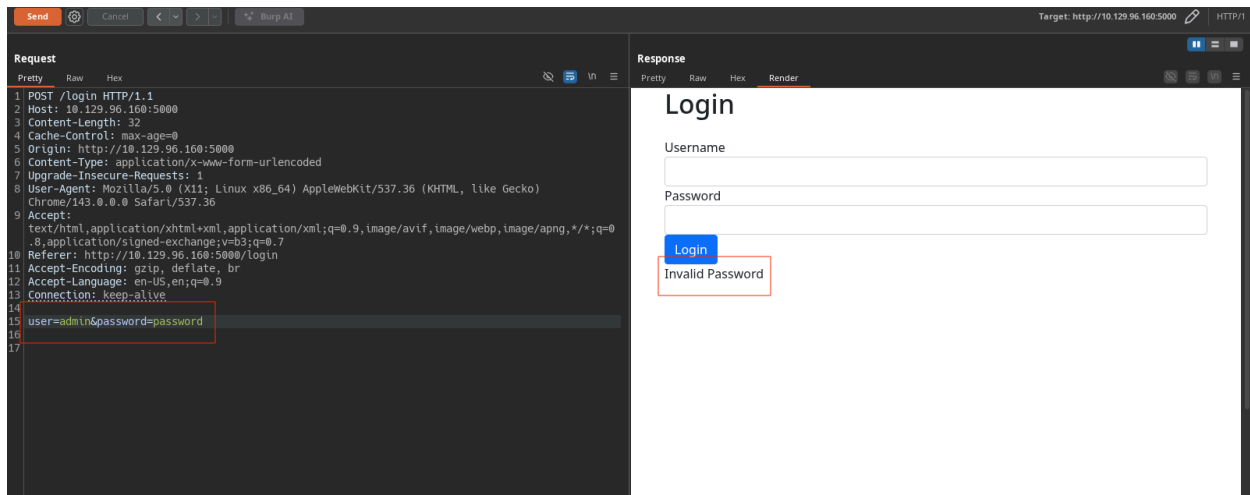 Send Cancel < > Burp AI Target: http://10.129.96.160:5000 HTTP/1
Request
Pretty Raw Hex \n
1 POST /login HTTP/1.1
2 Host: 10.129.96.160:5000
3 Content-Length: 32
4 Cache-Control: max-age=0
5 Origin: http://10.129.96.160:5000
6 Content-Type: application/x-www-form-urlencoded
7 Upgrade-Insecure-Requests: 1
8 User-Agent: Mozilla/5.0 (X11; Linux x86_64) AppleWebKit/537.36 (KHTML, like Gecko)
Chrome/143.0.0.0 Safari/537.36
9 Accept:
text/html,application/xhtml+xml,application/xml;q=0.9,image/avif,image/webp,image/apng,*/*;q=0
.8,application/signed-exchange;v=b3;q=0.7
10 Referer: http://10.129.96.160:5000/login
11 Accept-Encoding: gzip, deflate, br
12 Accept-Language: en-US,en;q=0.9
13 Connection: keep-alive
14
15 user=admin&password=password
16
17
Response
Pretty Raw Hex Render \n
Login
Username
Password
Login
Invalid Password